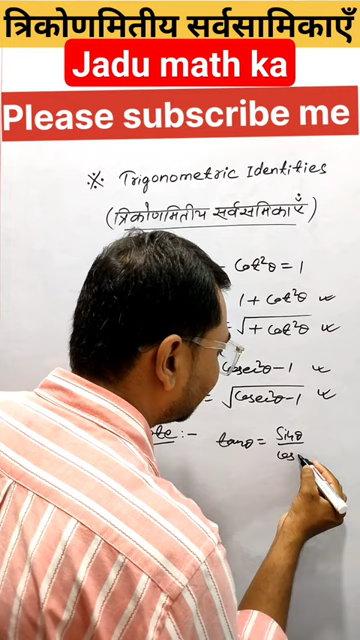 त्रिकोणमितीय सर्वसामिकाएँ
Jadu math ka
Please subscribe me
※ Trigonometric Identities
(त्रिकोणमितीय सर्वसमिकाएँ)
cot²θ = 1
1 + cot²θ
= √+ cot²θ
cosec²θ - 1
= √cosec²θ - 1
te :- tanθ = sinθ
cos